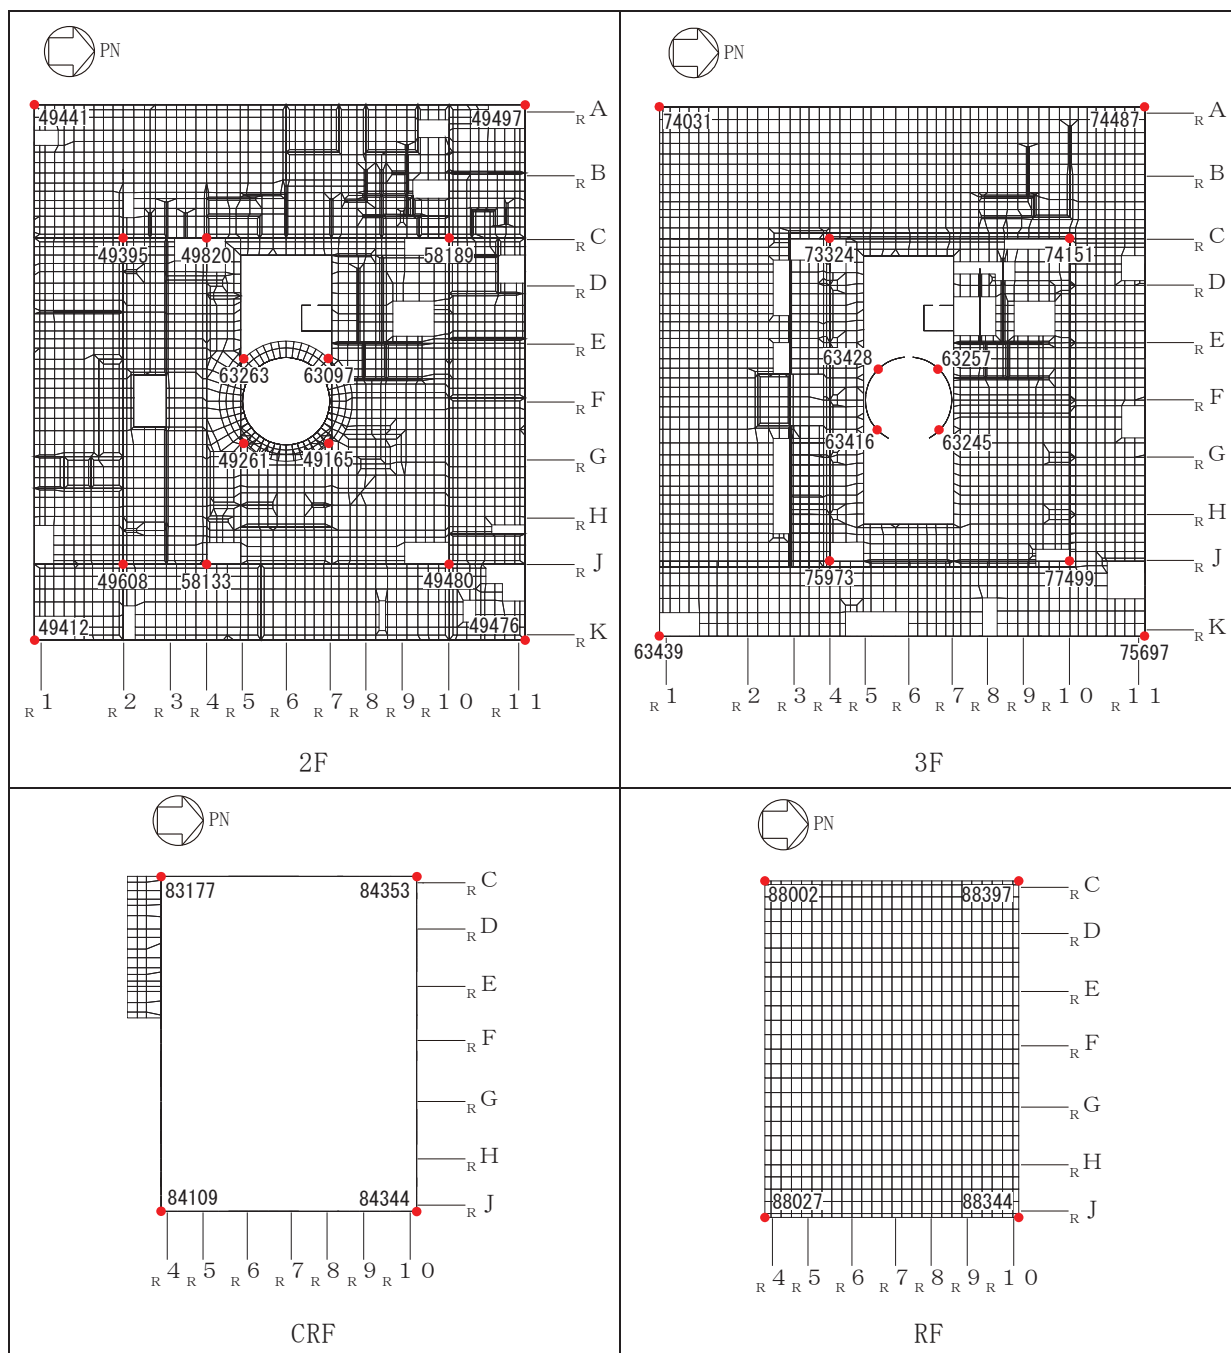 PN
49441
49497
RA
RB
RC
49395
49820
58189
RD
RE
63263
63097
RF
49261
49165
RG
RH
RJ
49608
58133
49480
49412
49476
RK
R1 R2 R3 R4 R5 R6 R7 R8 R9 R10 R11
2F
PN
74031
74487
RA
RB
RC
73324
74151
RD
RE
63428
63257
RF
63416
63245
RG
RH
RJ
75973
77499
RK
63439
75697
R1 R2 R3 R4 R5 R6 R7 R8 R9 R10 R11
3F
PN
83177
84353
RC
RD
RE
RF
RG
RH
84109
84344
RJ
R4 R5 R6 R7 R8 R9 R10
CRF
PN
88002
88397
RC
RD
RE
RF
RG
RH
88027
88344
RJ
R4 R5 R6 R7 R8 R9 R10
RF